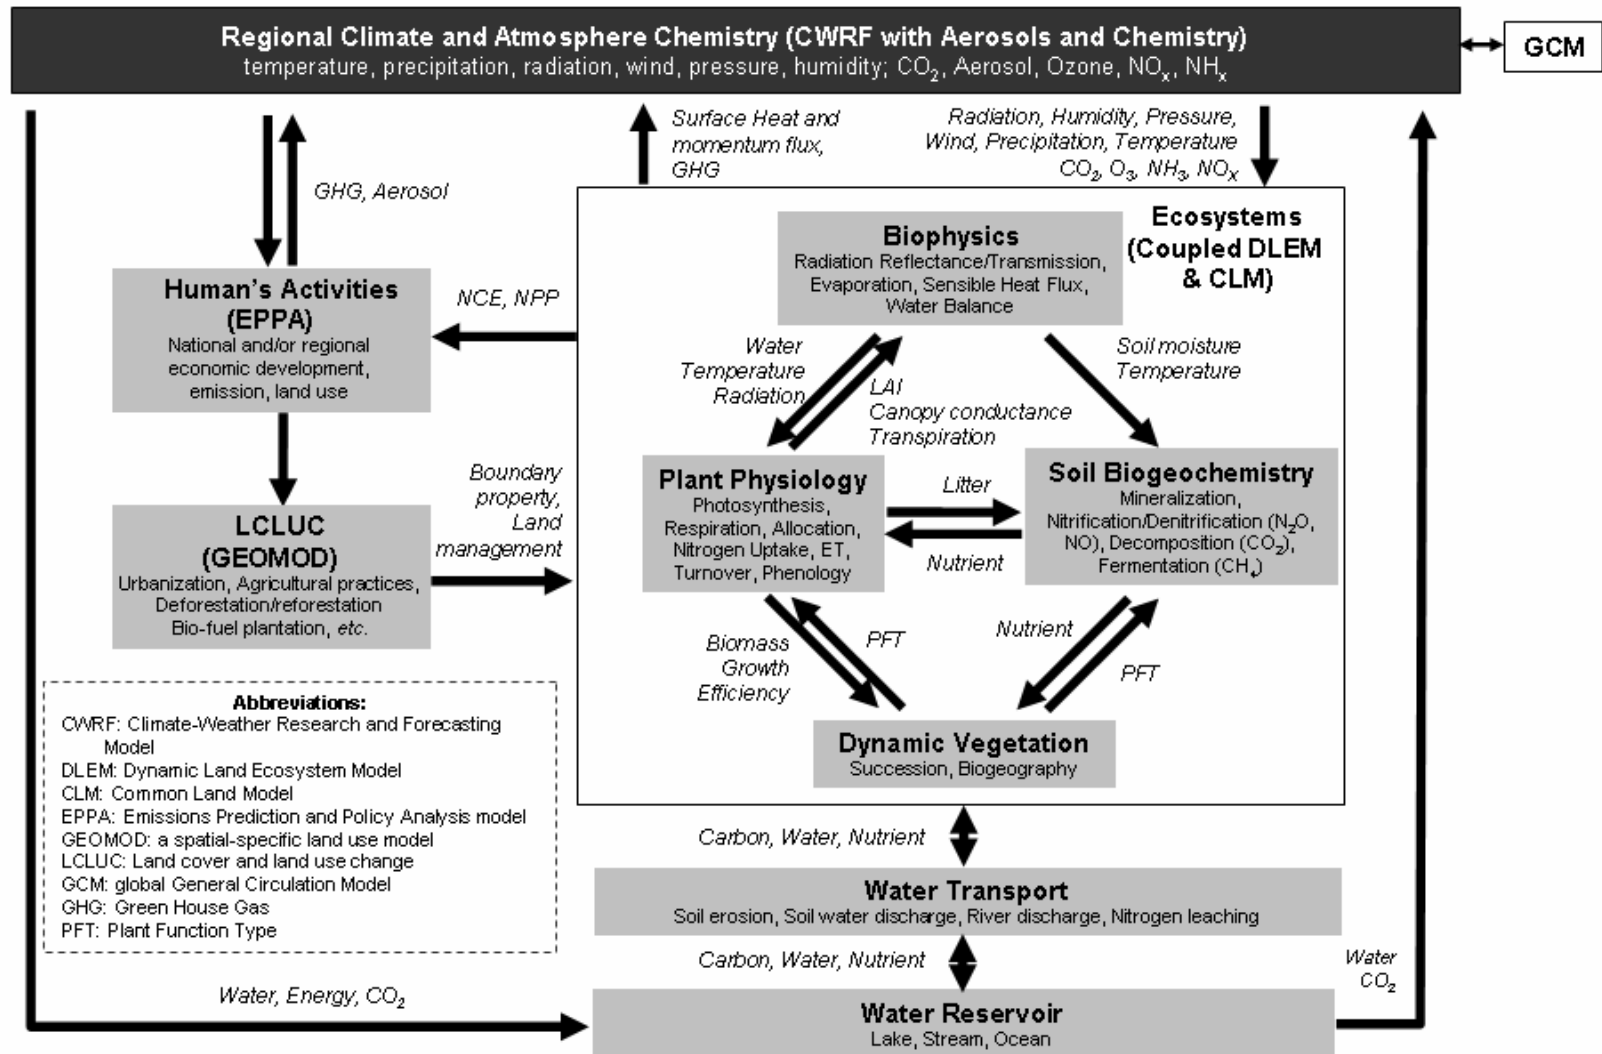 Regional Climate and Atmosphere Chemistry (CWRF with Aerosols and Chemistry)
temperature, precipitation, radiation, wind, pressure, humidity; CO₂, Aerosol, Ozone, NOₓ, NHₓ
GCM
Surface Heat and
momentum flux,
GHG
Radiation, Humidity, Pressure,
Wind, Precipitation, Temperature
CO₂, O₃, NH₃, NOₓ
GHG, Aerosol
Ecosystems
(Coupled DLEM
& CLM)
Biophysics
Radiation Reflectance/Transmission,
Evaporation, Sensible Heat Flux,
Water Balance
Human's Activities
(EPPA)
National and/or regional
economic development,
emission, land use
NCE, NPP
Water
Temperature
Radiation
LAI
Canopy conductance
Transpiration
Soil moisture
Temperature
Boundary
property,
Land
management
LCLUC
(GEOMOD)
Urbanization, Agricultural practices,
Deforestation/reforestation
Bio-fuel plantation, etc.
Plant Physiology
Photosynthesis,
Respiration, Allocation,
Nitrogen Uptake, ET,
Turnover, Phenology
Litter
Nutrient
Soil Biogeochemistry
Mineralization,
Nitrification/Denitrification (N₂O,
NO), Decomposition (CO₂),
Fermentation (CH₄)
Biomass
Growth
Efficiency
PFT
Nutrient
PFT
Dynamic Vegetation
Succession, Biogeography
Abbreviations:
CWRF: Climate-Weather Research and Forecasting
Model
DLEM: Dynamic Land Ecosystem Model
CLM: Common Land Model
EPPA: Emissions Prediction and Policy Analysis model
GEOMOD: a spatial-specific land use model
LCLUC: Land cover and land use change
GCM: global General Circulation Model
GHG: Green House Gas
PFT: Plant Function Type
Carbon, Water, Nutrient
Water Transport
Soil erosion, Soil water discharge, River discharge, Nitrogen leaching
Carbon, Water, Nutrient
Water
CO₂
Water, Energy, CO₂
Water Reservoir
Lake, Stream, Ocean